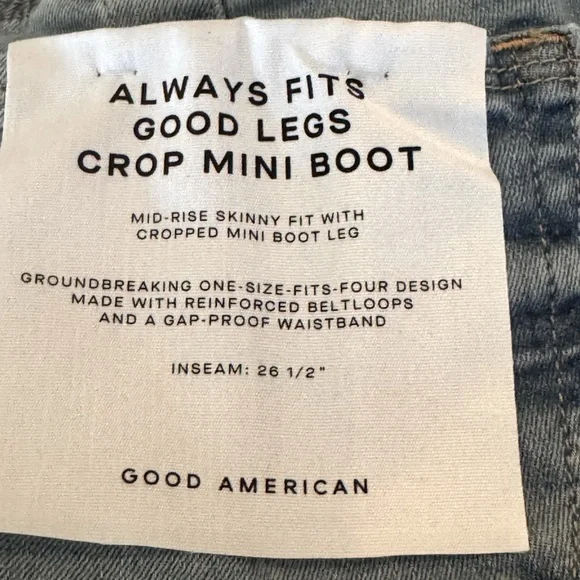 ALWAYS FITS
GOOD LEGS
CROP MINI BOOT
MID-RISE SKINNY FIT WITH
CROPPED MINI BOOT LEG
GROUNDBREAKING ONE-SIZE-FITS-FOUR DESIGN
MADE WITH REINFORCED BELTLOOPS
AND A GAP-PROOF WAISTBAND
INSEAM: 26 1/2"
GOOD AMERICAN